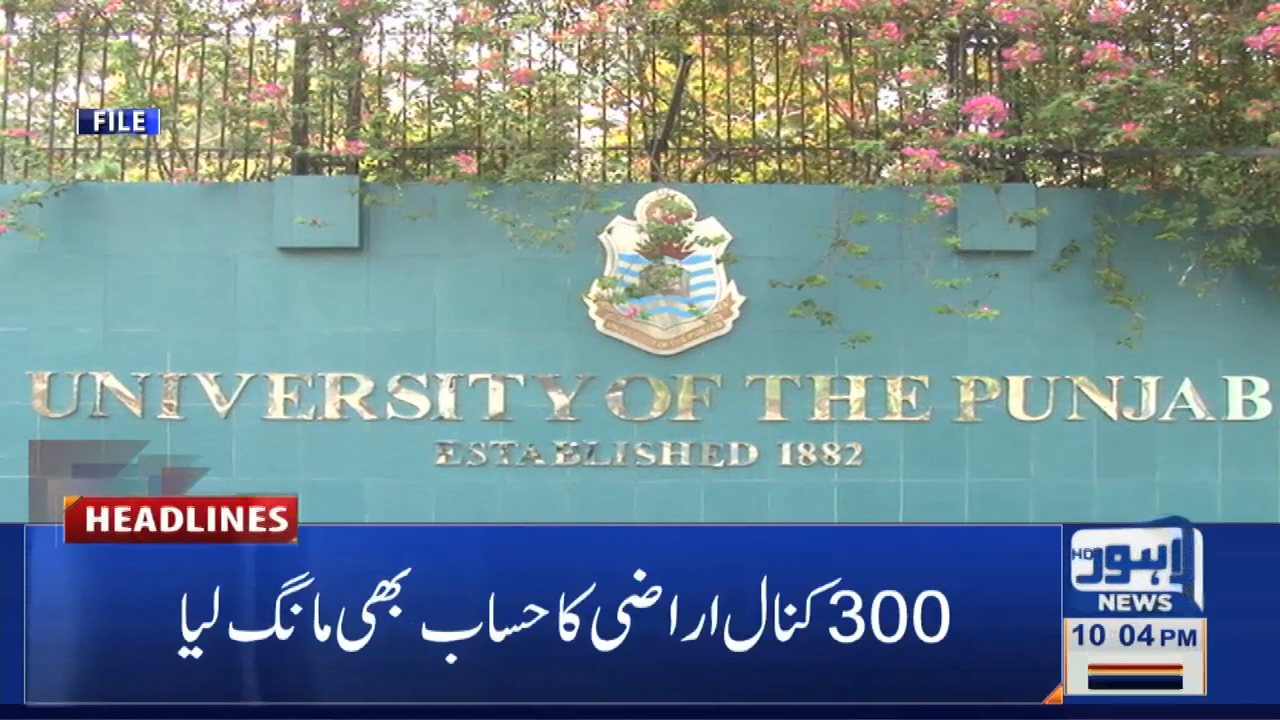 FILE
UNIVERSITY OF THE PUNJAB
ESTABLISHED 1882
HEADLINES
300 کنال اراضی کا حساب بھی مانگ لیا
HD
لاہور
NEWS
10 04 PM